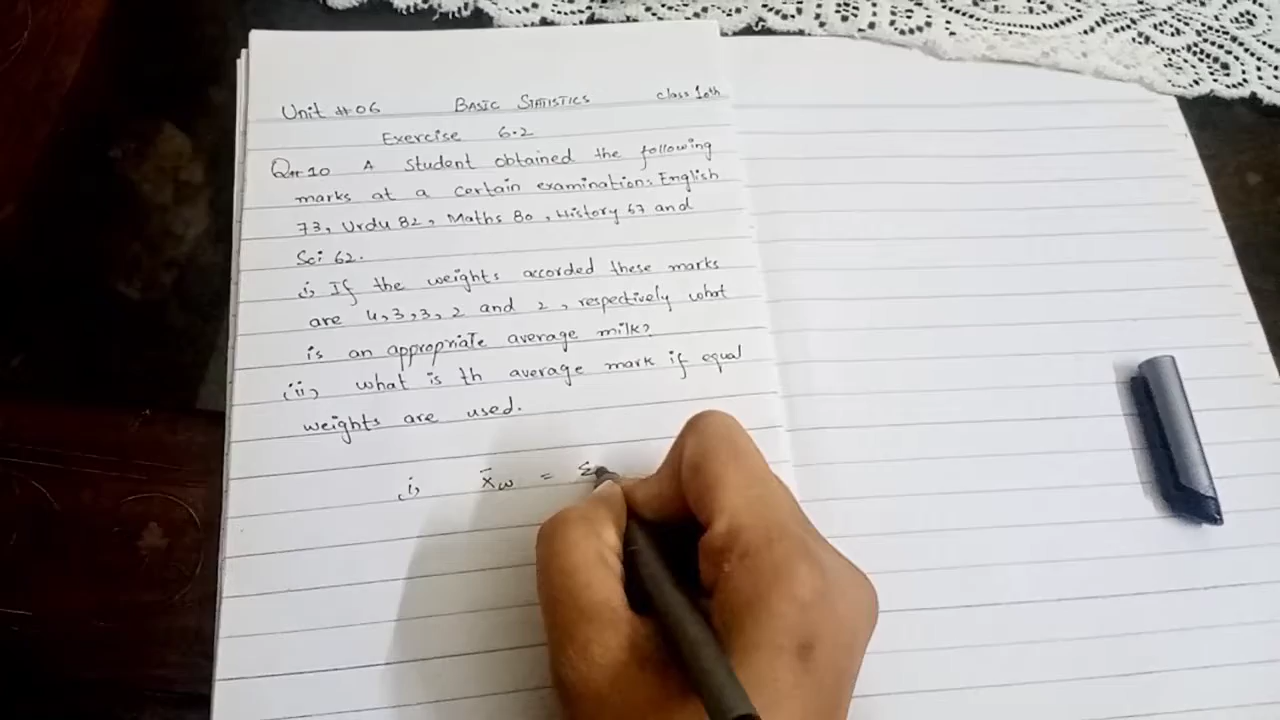 Unit # 06 BASIC STATISTICS class 10th
Exercise 6.2
Q# 10 A student obtained the following
marks at a certain examination: English
73, Urdu 82, Maths 80, History 67 and
Sci 62.
i, If the weights accorded these marks
are 4,3,3,2 and 2, respectively what
is an appropriate average milk?
(ii) what is th average mark if equal
weights are used.
(i) x̄w = Σ